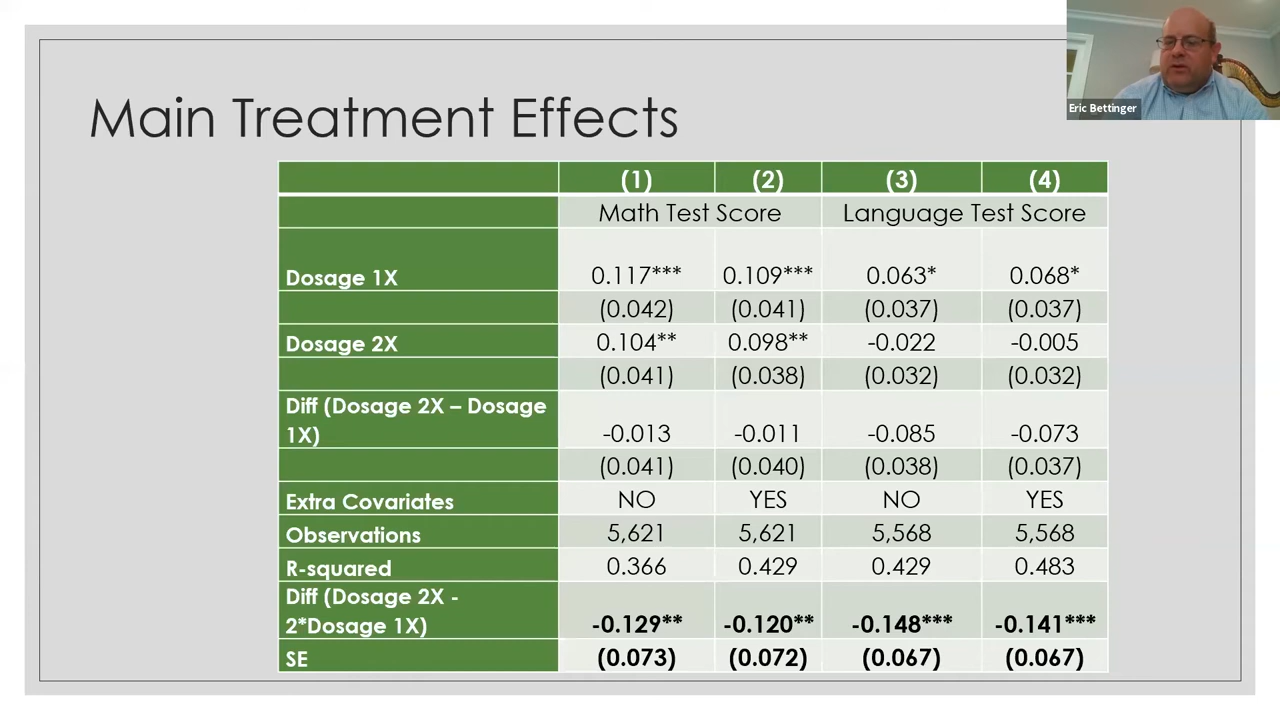 Eric Bettinger
Main Treatment Effects
(1) (2) (3) (4)
Math Test Score Language Test Score
Dosage 1X 0.117*** 0.109*** 0.063* 0.068*
(0.042) (0.041) (0.037) (0.037)
Dosage 2X 0.104** 0.098** -0.022 -0.005
(0.041) (0.038) (0.032) (0.032)
Diff (Dosage 2X – Dosage
1X) -0.013 -0.011 -0.085 -0.073
(0.041) (0.040) (0.038) (0.037)
Extra Covariates NO YES NO YES
Observations 5,621 5,621 5,568 5,568
R-squared 0.366 0.429 0.429 0.483
Diff (Dosage 2X -
2*Dosage 1X) -0.129** -0.120** -0.148*** -0.141***
SE (0.073) (0.072) (0.067) (0.067)